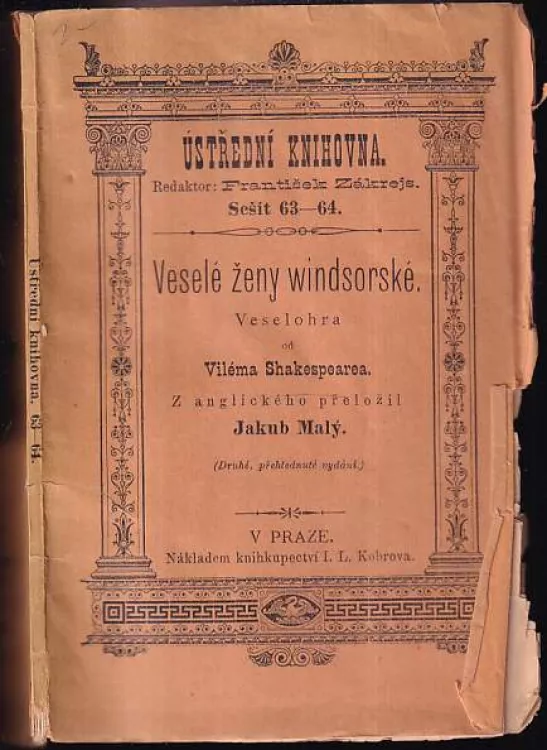 ÚSTŘEDNÍ KNIHOVNA.
Redaktor: František Zákrejs.
Sešit 63—64.
Veselé ženy windsorské.
Veselohra
od
Viléma Shakespearea.
Z anglického přeložil
Jakub Malý.
(Druhé, přehlednuté vydání.)
V PRAZE.
Nákladem knihkupectví I. L. Kobrova.
Ústřední knihovna. 63—64.